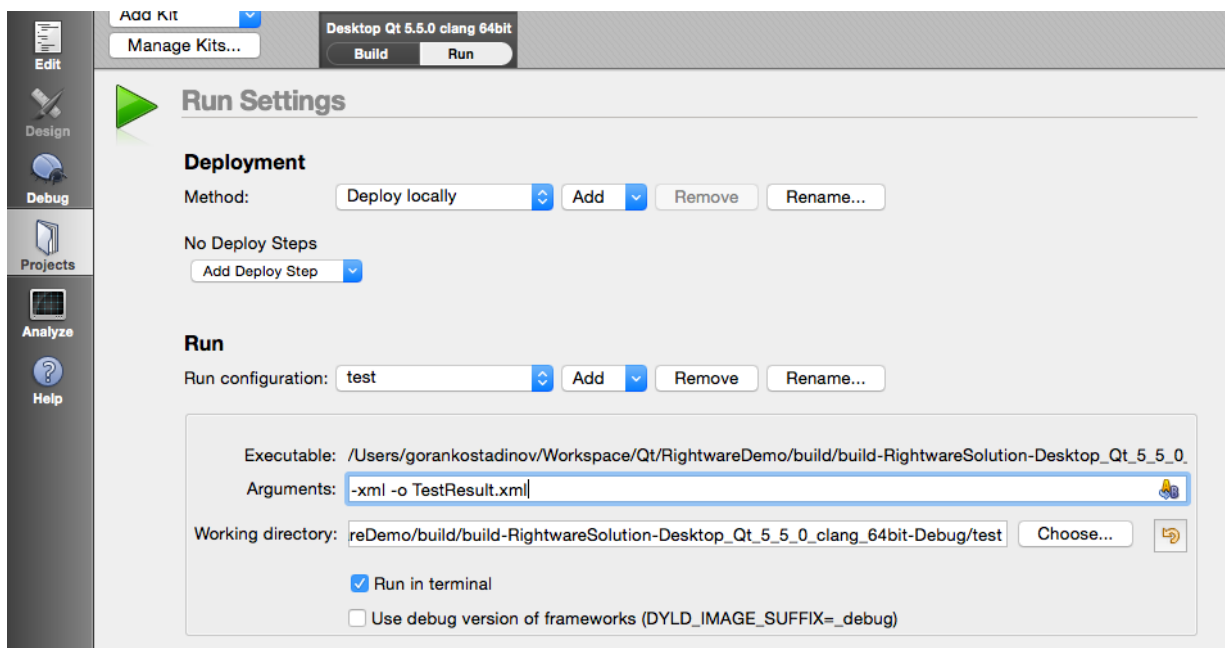 Add Kit
Manage Kits...
Desktop Qt 5.5.0 clang 64bit
Build Run
Edit
Design
Debug
Projects
Analyze
Help
Run Settings
Deployment
Method: Deploy locally Add Remove Rename...
No Deploy Steps
Add Deploy Step
Run
Run configuration: test Add Remove Rename...
Executable: /Users/gorankostadinov/Workspace/Qt/RightwareDemo/build/build-RightwareSolution-Desktop_Qt_5_5_0_
Arguments: -xml -o TestResult.xml
Working directory: reDemo/build/build-RightwareSolution-Desktop_Qt_5_5_0_clang_64bit-Debug/test Choose...
Run in terminal
Use debug version of frameworks (DYLD_IMAGE_SUFFIX=_debug)